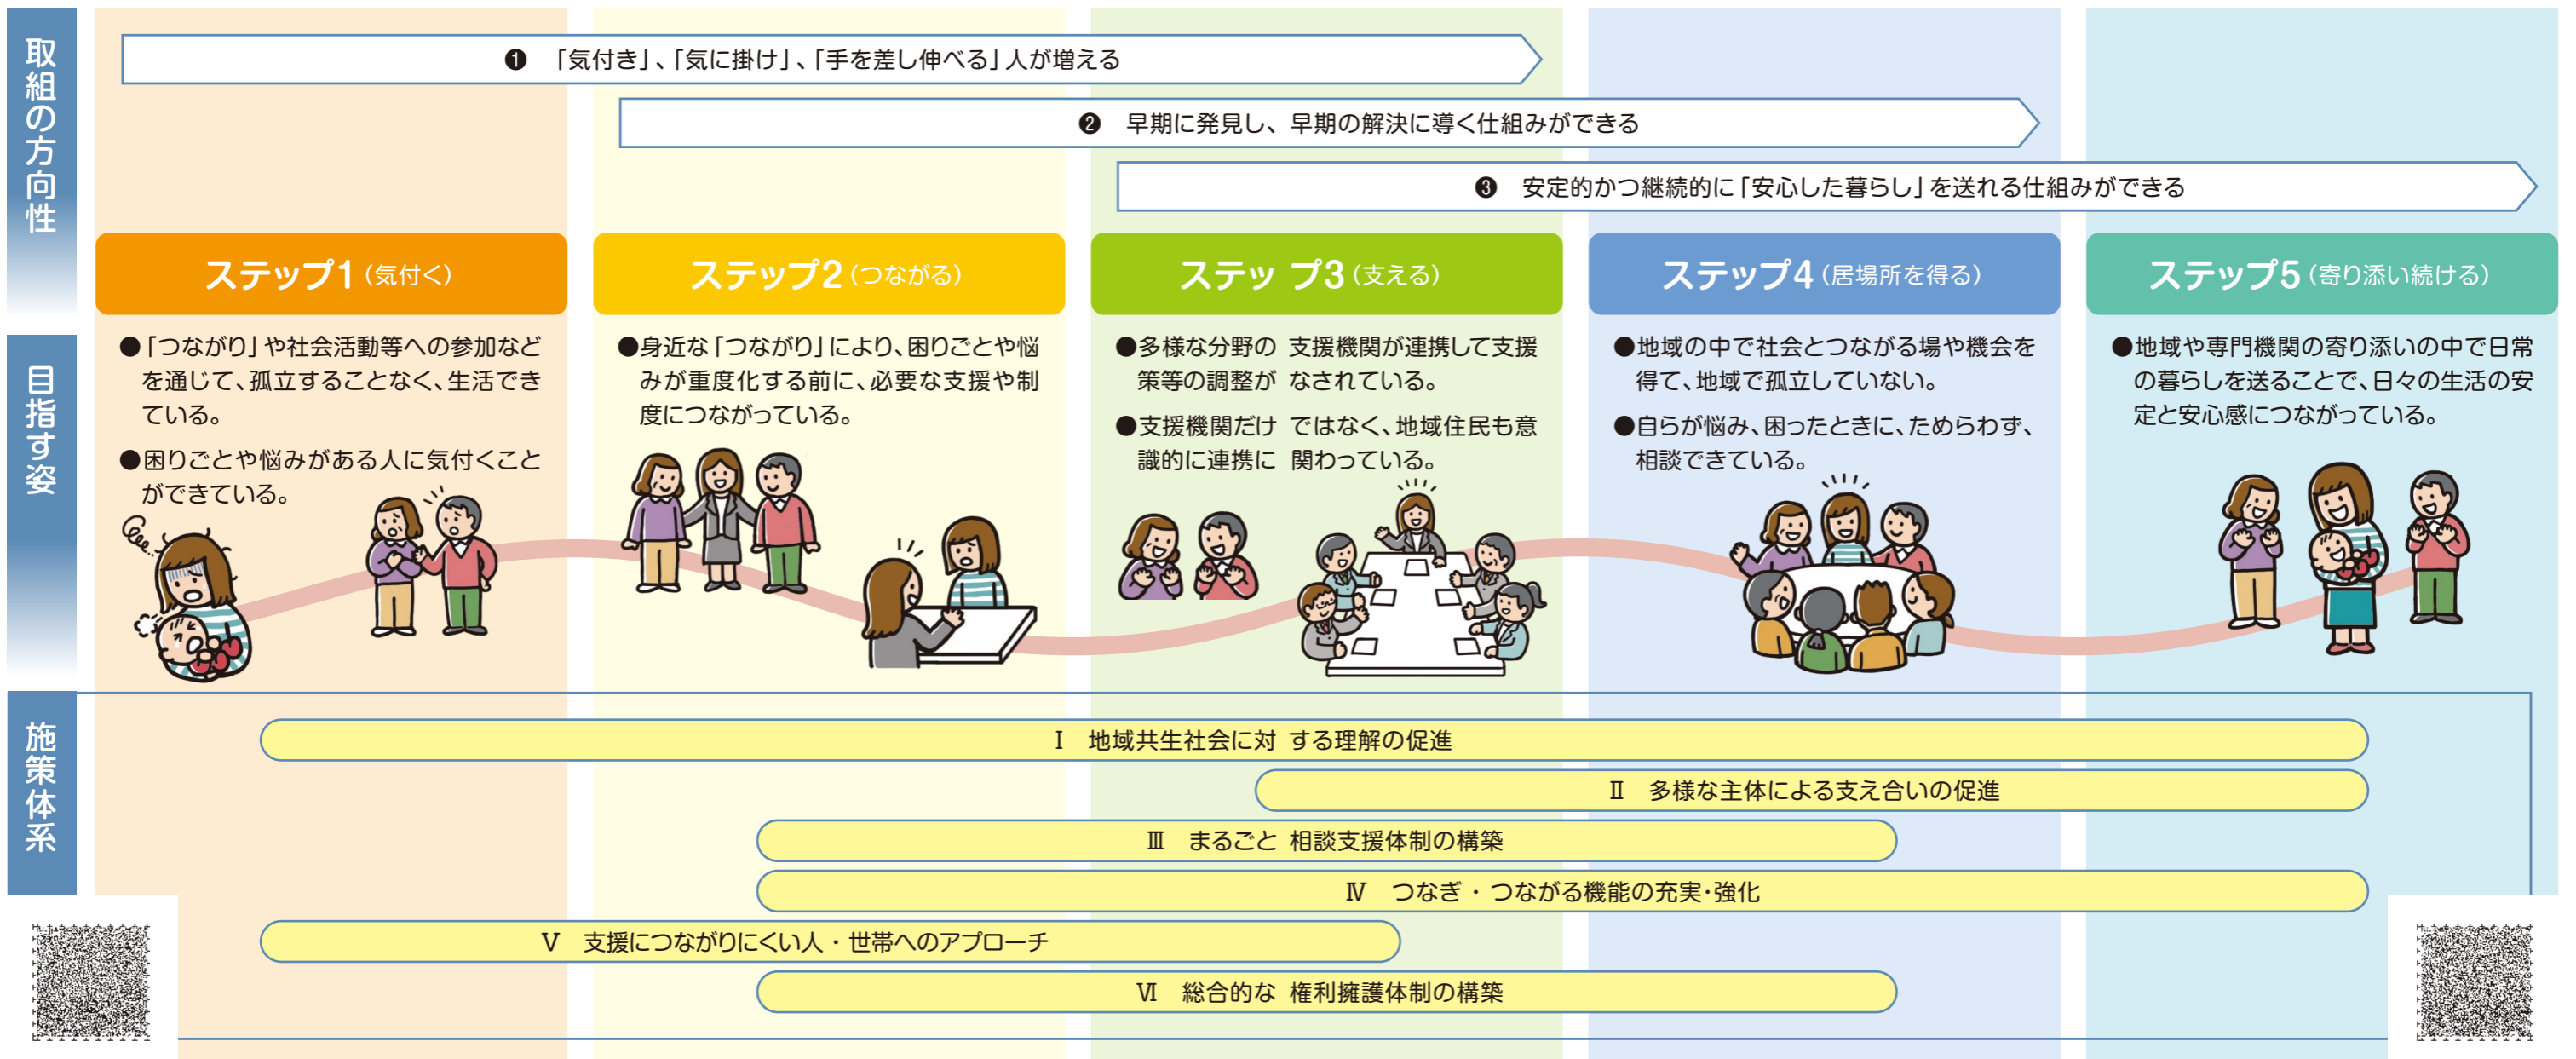 取組の方向性
❶ 「気付き」、「気に掛け」、「手を差し伸べる」人が増える
❷ 早期に発見し、早期の解決に導く仕組みができる
❸ 安定的かつ継続的に「安心した暮らし」を送れる仕組みができる
ステップ1（気付く）
ステップ2（つながる）
ステップ3（支える）
ステップ4（居場所を得る）
ステップ5（寄り添い続ける）
目指す姿
●「つながり」や社会活動等への参加など
を通じて、孤立することなく、生活でき
ている。
●困りごとや悩みがある人に気付くこと
ができている。
●身近な「つながり」により、困りごとや悩
みが重度化する前に、必要な支援や制
度につながっている。
●多様な分野の 支援機関が連携して支援
策等の調整が なされている。
●支援機関だけ ではなく、地域住民も意
識的に連携に 関わっている。
●地域の中で社会とつながる場や機会を
得て、地域で孤立していない。
●自らが悩み、困ったときに、ためらわず、
相談できている。
●地域や専門機関の寄り添いの中で日常
の暮らしを送ることで、日々の生活の安
定と安心感につながっている。
施策体系
Ⅰ 地域共生社会に対 する理解の促進
Ⅱ 多様な主体による支え合いの促進
Ⅲ まるごと 相談支援体制の構築
Ⅳ つなぎ・つながる機能の充実・強化
Ⅴ 支援につながりにくい人・世帯へのアプローチ
Ⅵ 総合的な 権利擁護体制の構築